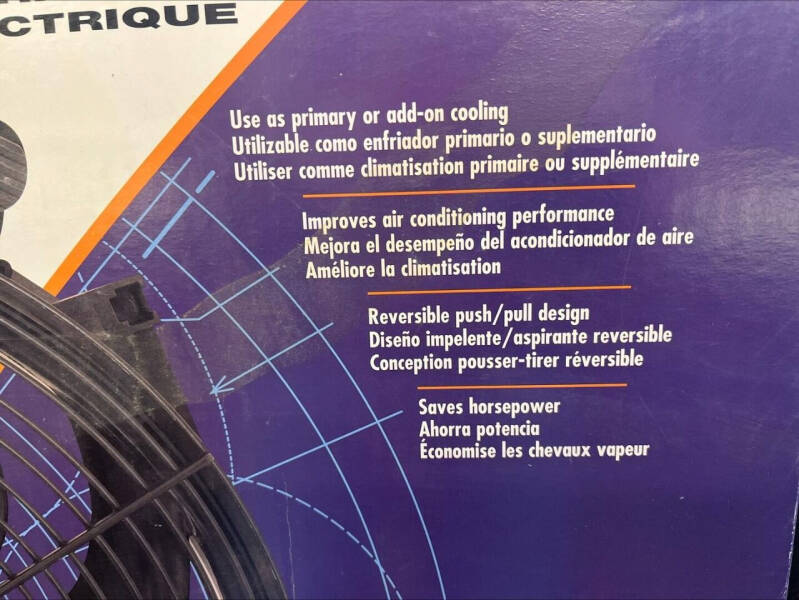 CTRIQUE
Use as primary or add-on cooling
Utilizable como enfriador primario o suplementario
Utiliser comme climatisation primaire ou supplémentaire
Improves air conditioning performance
Mejora el desempeño del acondicionador de aire
Améliore la climatisation
Reversible push/pull design
Diseño impelente/aspirante reversible
Conception pousser-tirer réversible
Saves horsepower
Ahorra potencia
Économise les chevaux vapeur